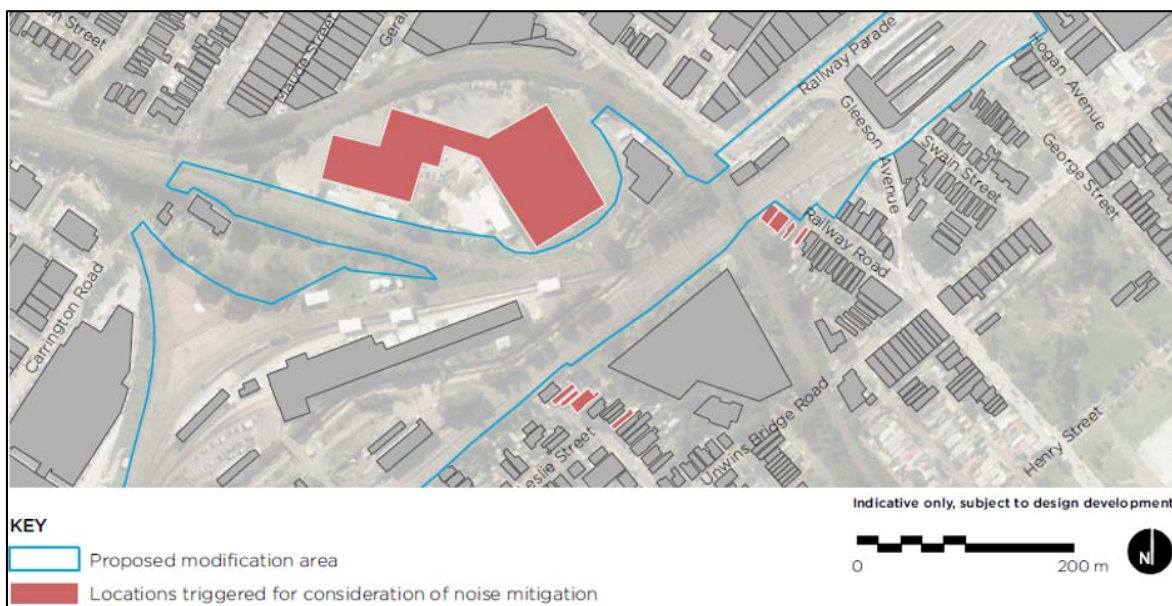 Street
Maude Street
Railway Parade
Hogan Avenue
Gleeson Avenue
Swain Street
George Street
Railway Road
Carrington Road
Leslie Street
Unwins Bridge Road
Henry Street
Indicative only, subject to design development
KEY
Proposed modification area
Locations triggered for consideration of noise mitigation
0 200 m
N